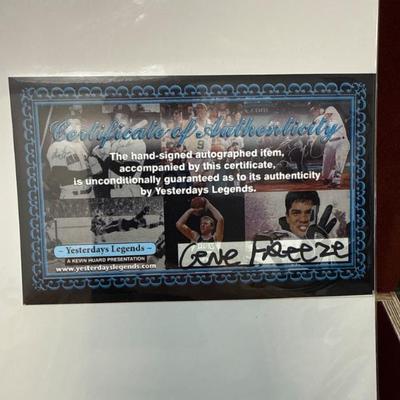 Certificate of Authenticity
The hand-signed autographed item,
accompanied by this certificate,
is unconditionally guaranteed as to its authenticity
by Yesterdays Legends.
~ Yesterdays Legends ~
A KEVIN HUARD PRESENTATION
www.yesterdayslegends.com
Gene Freeze